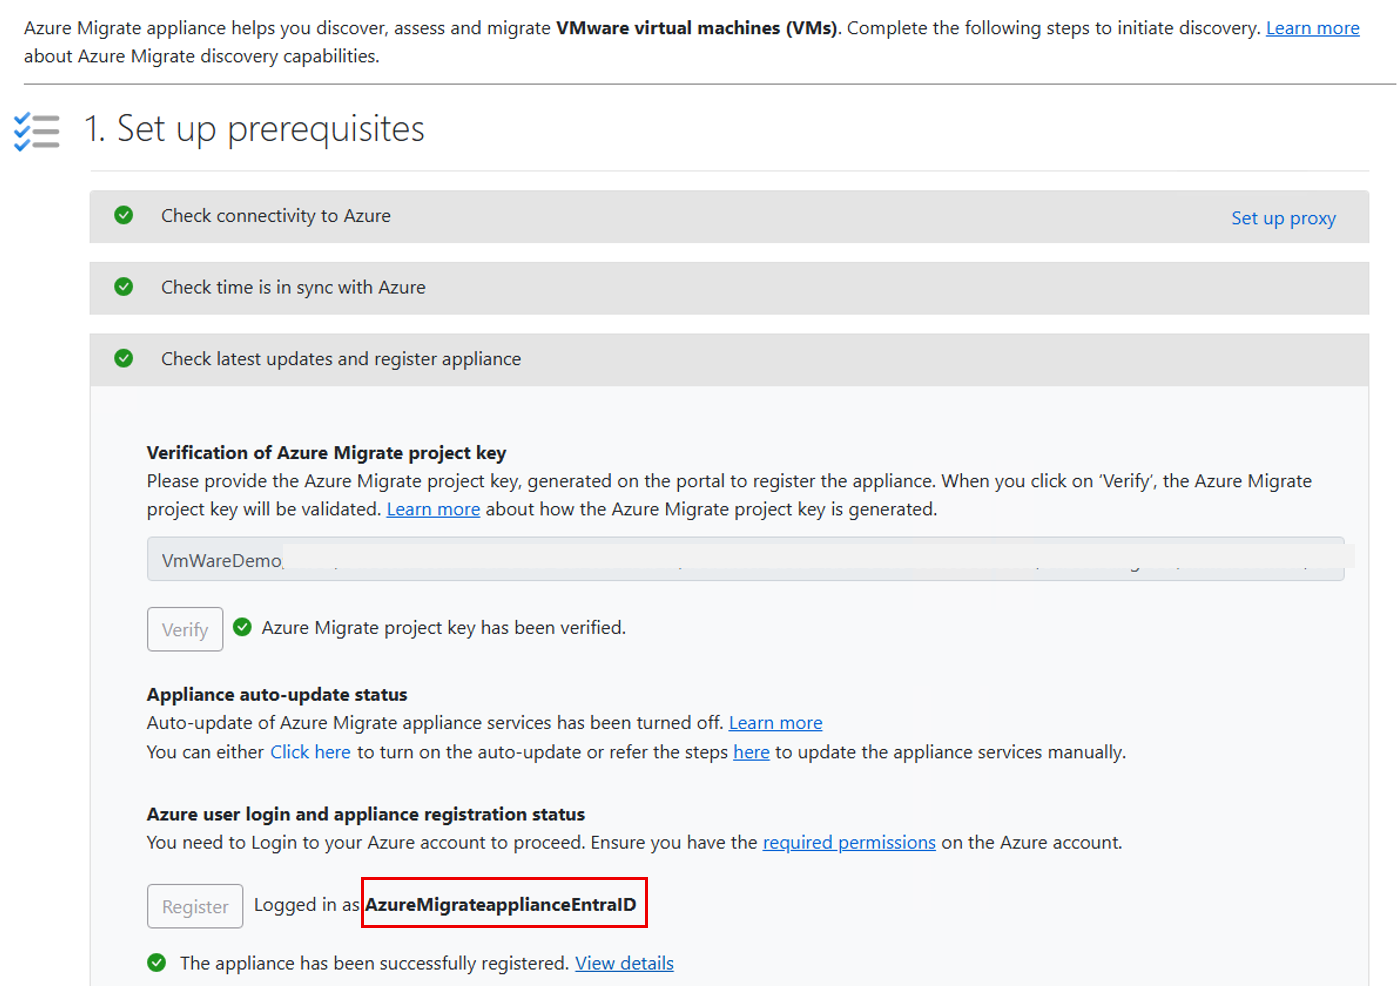 Azure Migrate appliance helps you discover, assess and migrate VMware virtual machines (VMs). Complete the following steps to initiate discovery. Learn more
about Azure Migrate discovery capabilities.
1. Set up prerequisites
Check connectivity to Azure
Set up proxy
Check time is in sync with Azure
Check latest updates and register appliance
Verification of Azure Migrate project key
Please provide the Azure Migrate project key, generated on the portal to register the appliance. When you click on ‘Verify’, the Azure Migrate
project key will be validated. Learn more about how the Azure Migrate project key is generated.
VmWareDemo
Verify Azure Migrate project key has been verified.
Appliance auto-update status
Auto-update of Azure Migrate appliance services has been turned off. Learn more
You can either Click here to turn on the auto-update or refer the steps here to update the appliance services manually.
Azure user login and appliance registration status
You need to Login to your Azure account to proceed. Ensure you have the required permissions on the Azure account.
Register Logged in as AzureMigrateapplianceEntraID
The appliance has been successfully registered. View details